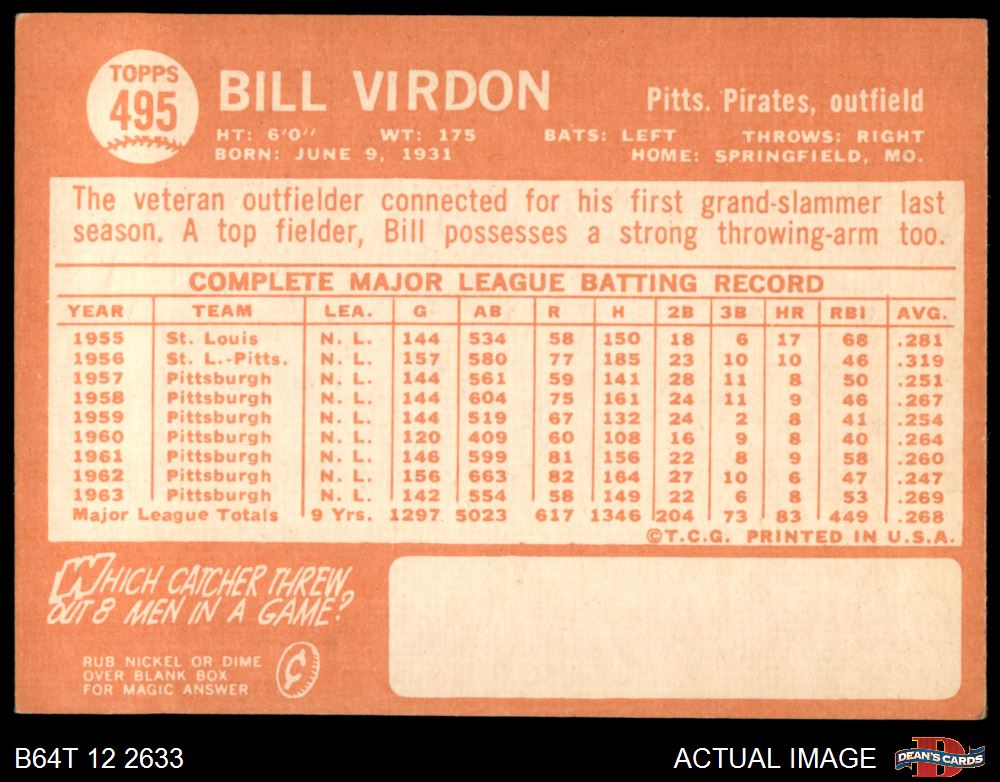 TOPPS
495
BILL VIRDON
Pitts. Pirates, outfield
HT: 6'0" WT: 175 BATS: LEFT THROWS: RIGHT
BORN: JUNE 9, 1931 HOME: SPRINGFIELD, MO.
The veteran outfielder connected for his first grand-slammer last
season. A top fielder, Bill possesses a strong throwing-arm too.
COMPLETE MAJOR LEAGUE BATTING RECORD
YEAR TEAM LEA. G AB R H 2B 3B HR RBI AVG.
1955 St. Louis N. L. 144 534 58 150 18 6 17 68 .281
1956 St. L.-Pitts. N. L. 157 580 77 185 23 10 10 46 .319
1957 Pittsburgh N. L. 144 561 59 141 28 11 8 50 .251
1958 Pittsburgh N. L. 144 604 75 161 24 11 9 46 .267
1959 Pittsburgh N. L. 144 519 67 132 24 2 8 41 .254
1960 Pittsburgh N. L. 120 409 60 108 16 9 8 40 .264
1961 Pittsburgh N. L. 146 599 81 156 22 8 9 58 .260
1962 Pittsburgh N. L. 156 663 82 164 27 10 6 47 .247
1963 Pittsburgh N. L. 142 554 58 149 22 6 8 53 .269
Major League Totals 9 Yrs. 1297 5023 617 1346 204 73 83 449 .268
©T.C.G. PRINTED IN U.S.A.
WHICH CATCHER THREW
OUT 8 MEN IN A GAME?
RUB NICKEL OR DIME
OVER BLANK BOX
FOR MAGIC ANSWER
¢
B64T 12 2633 ACTUAL IMAGE
D
DEAN'S CARDS